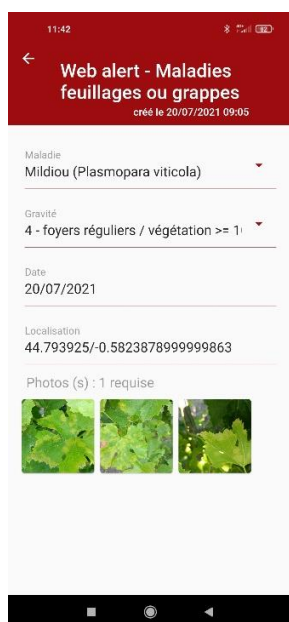 11:42
Web alert - Maladies
feuillages ou grappes
créé le 20/07/2021 09:05
Maladie
Mildiou (Plasmopara viticola)
Gravité
4 - foyers réguliers / végétation >= 1
Date
20/07/2021
Localisation
44.793925/-0.5823878999999863
Photos (s) : 1 requise